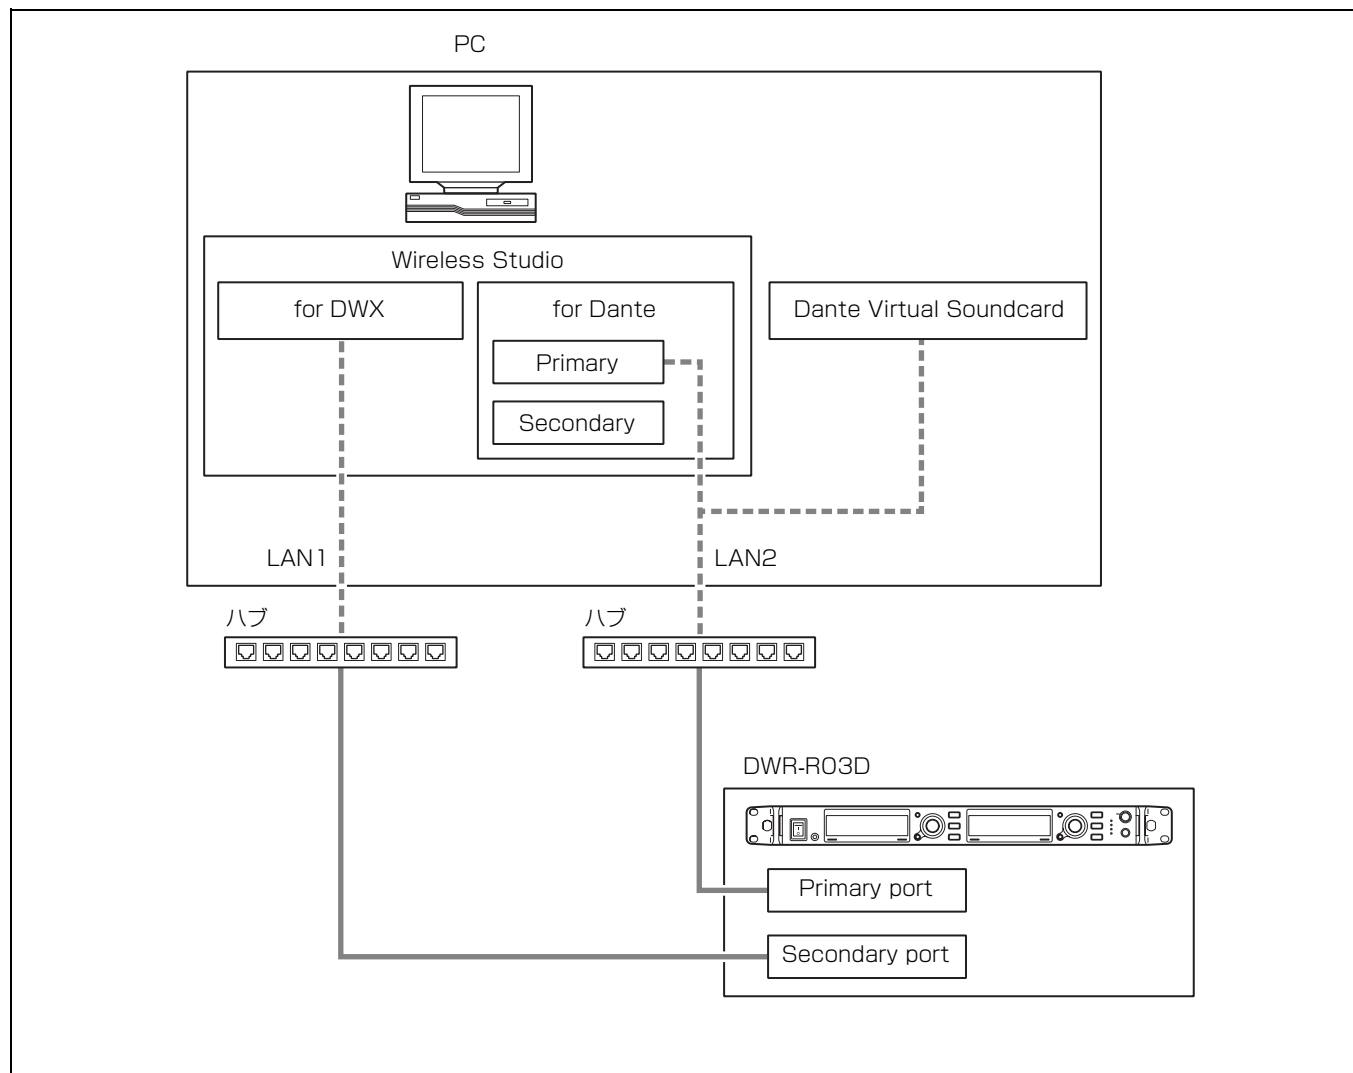 PC
Wireless Studio
for DWX
for Dante
Dante Virtual Soundcard
Primary
Secondary
LAN1
LAN2
ハブ
ハブ
DWR-R03D
Primary port
Secondary port